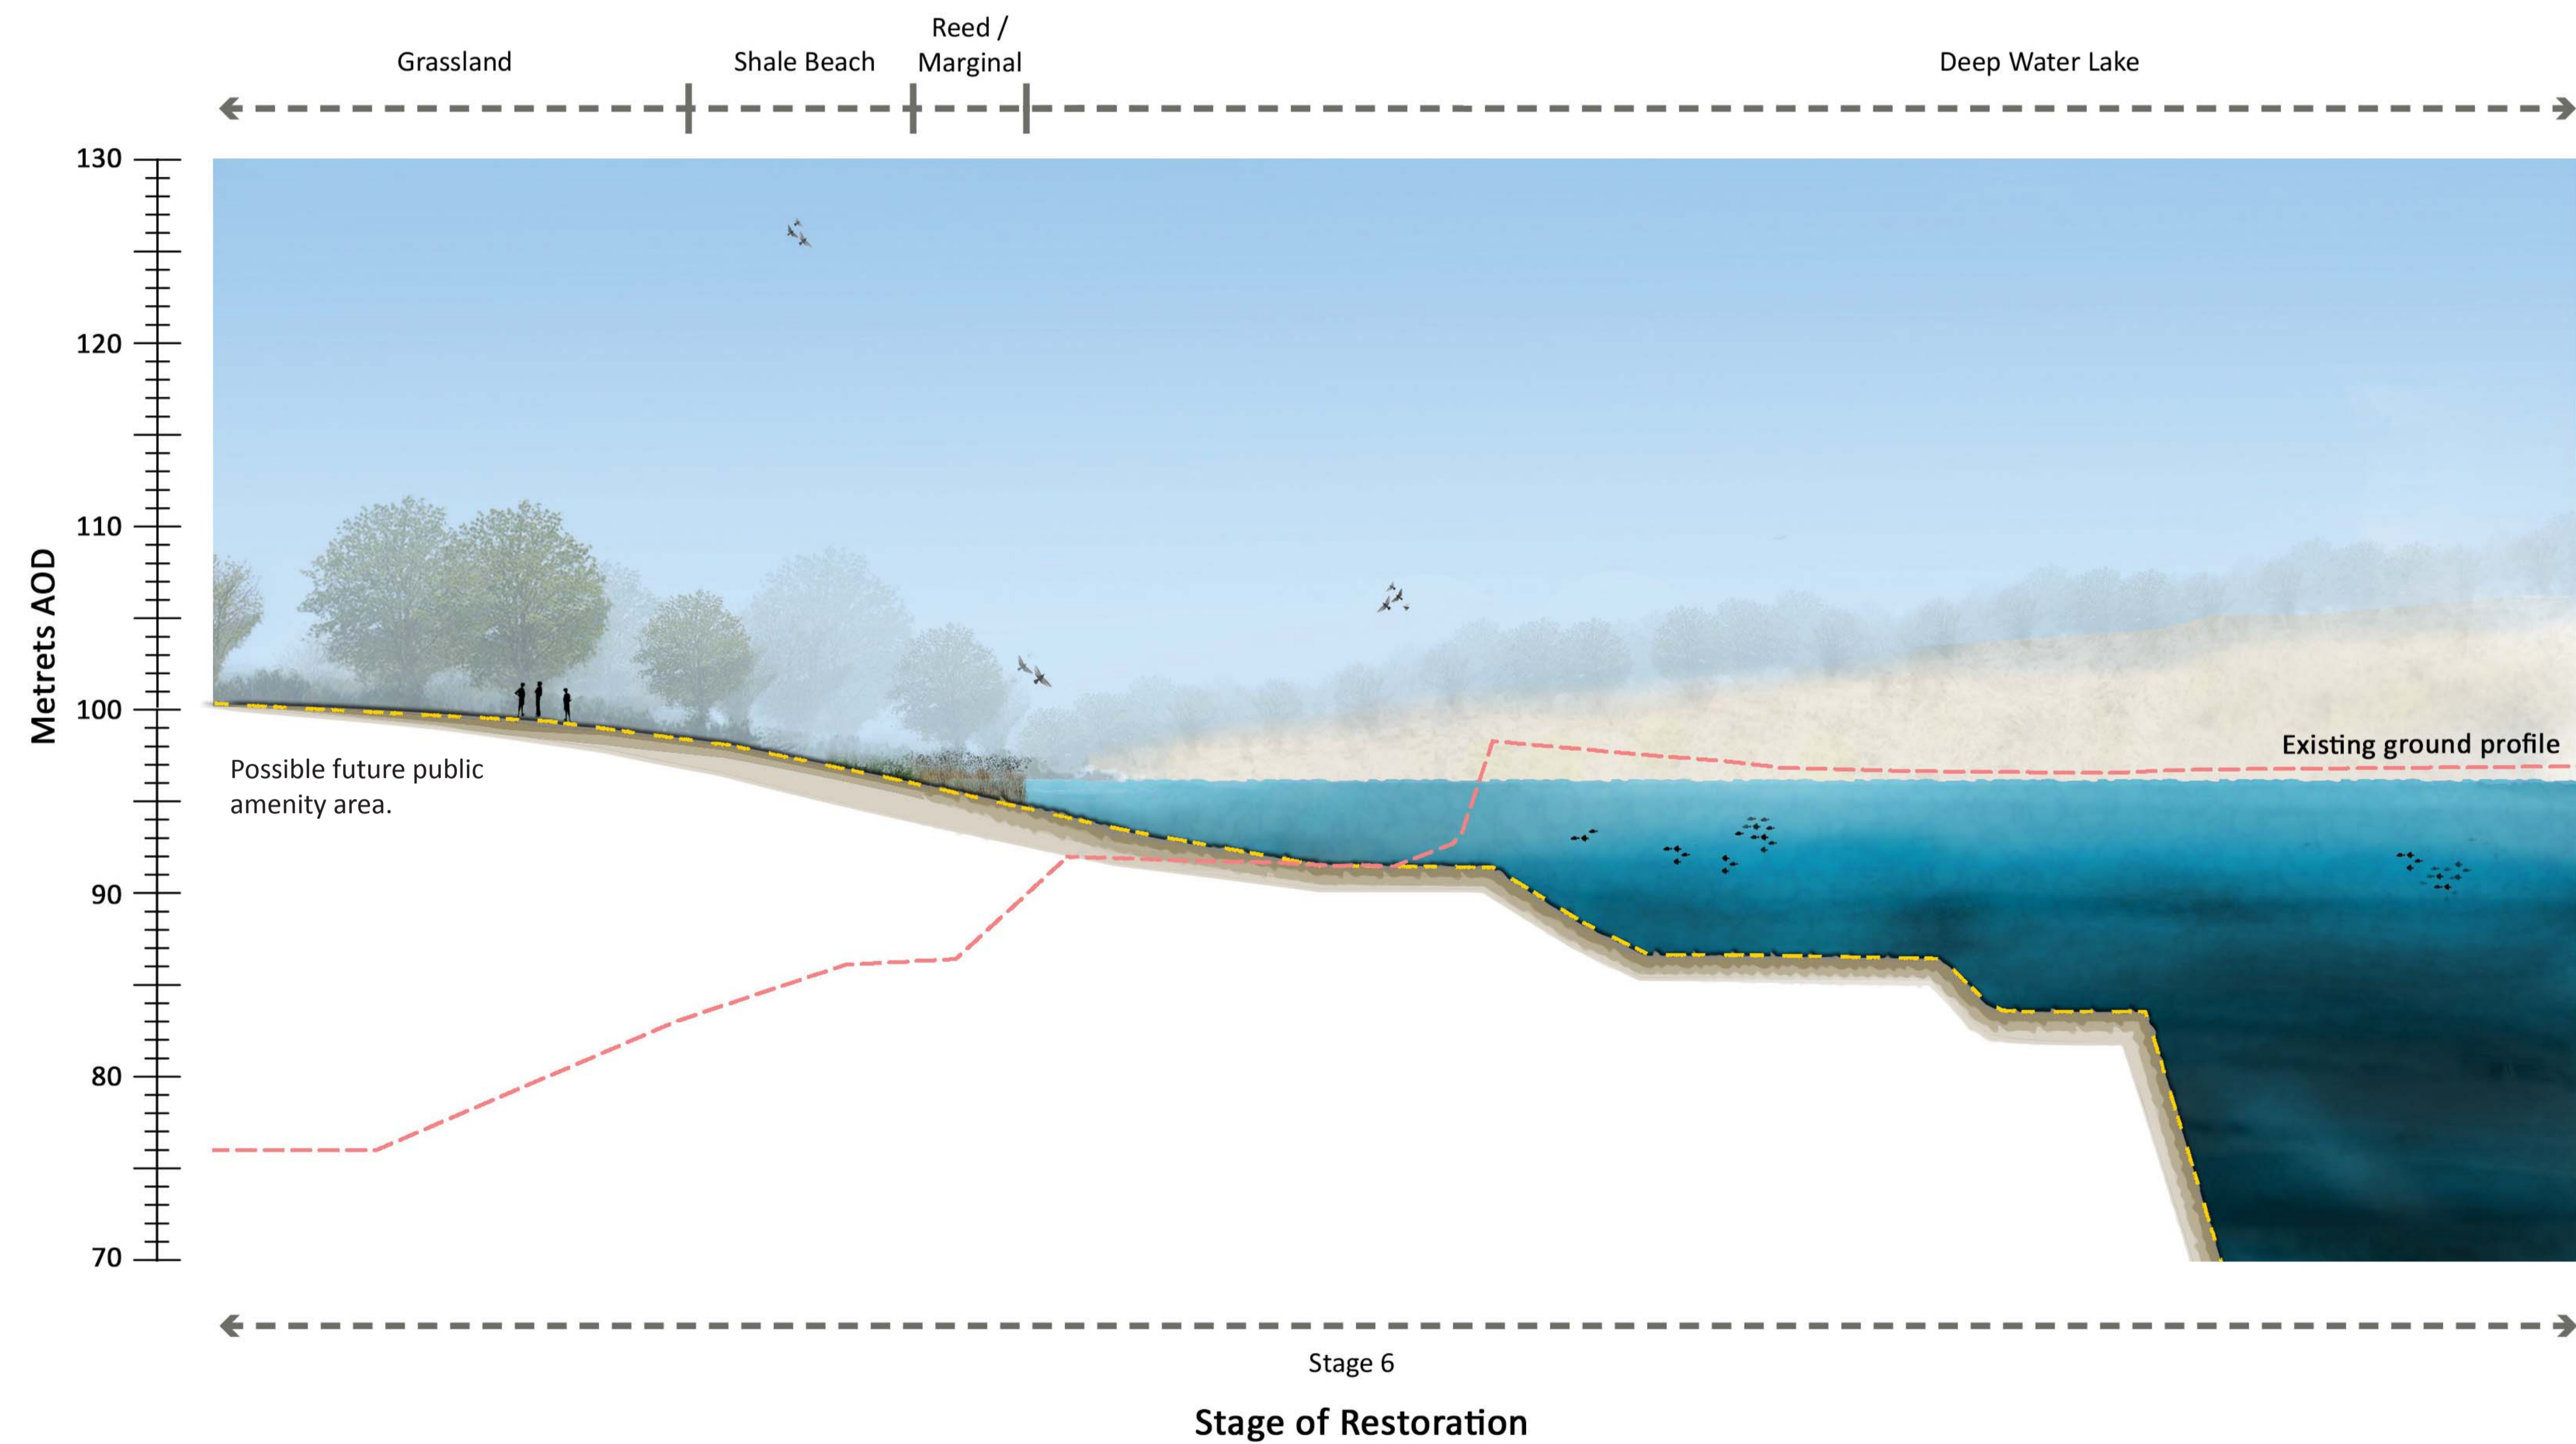 Grassland
Shale Beach
Reed /
Marginal
Deep Water Lake
130
120
110
100
90
80
70
Metrets AOD
Possible future public
amenity area.
Existing ground profile
Stage 6
Stage of Restoration